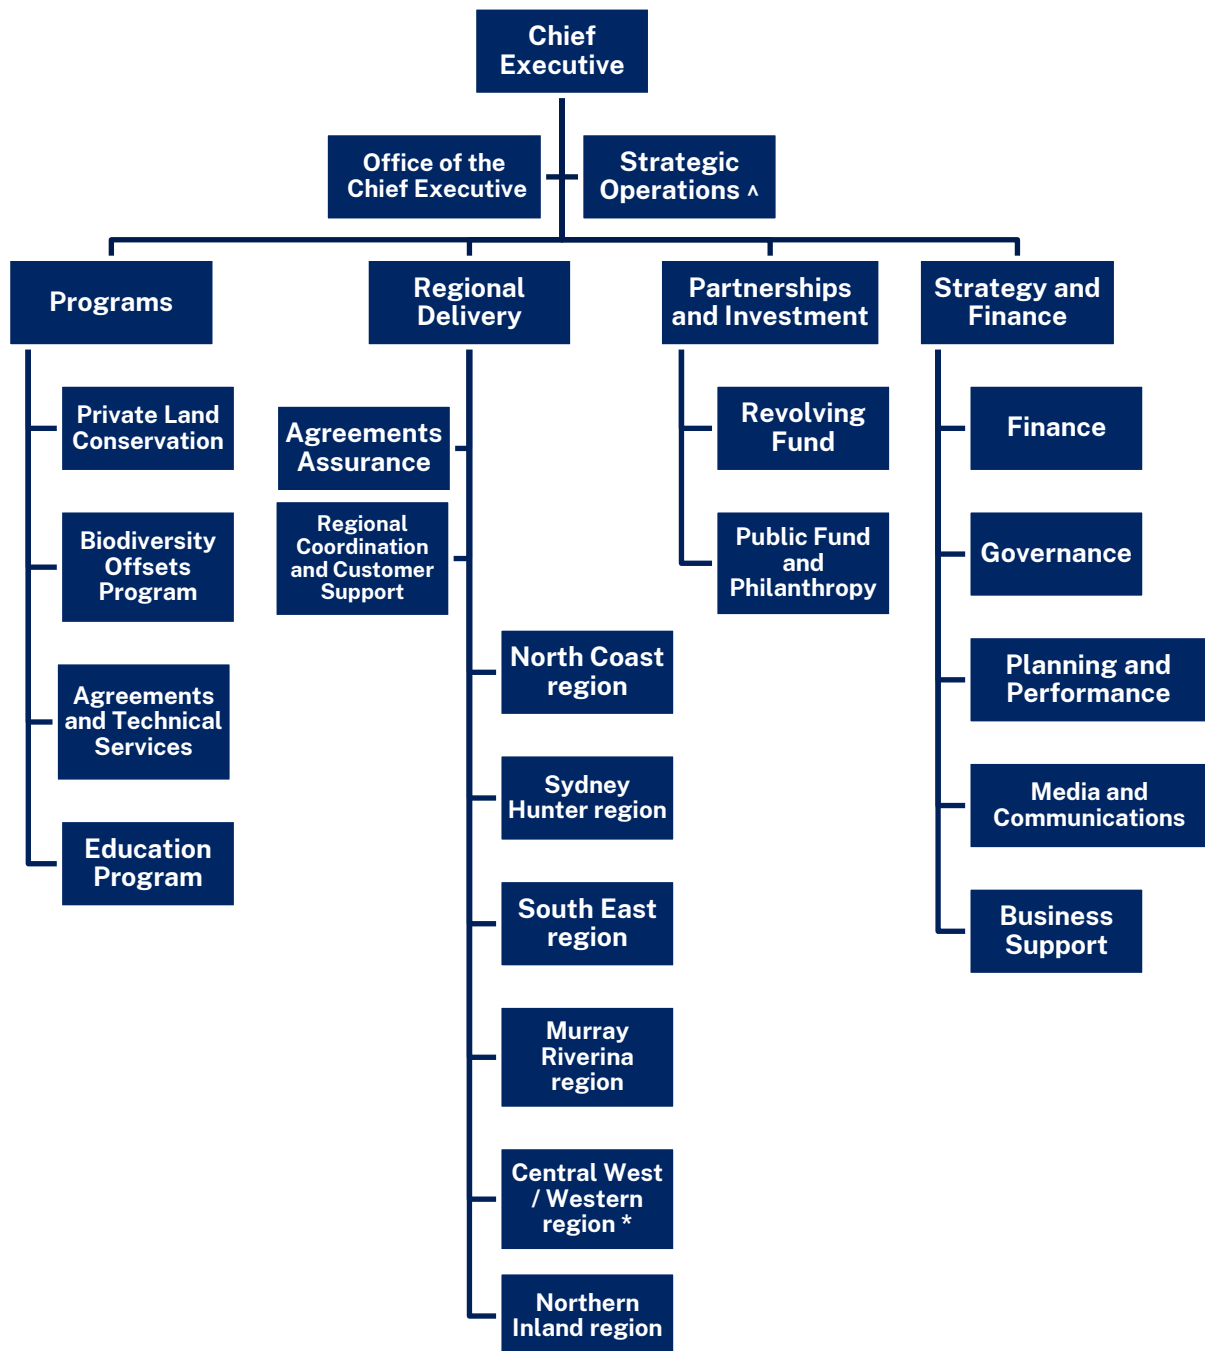 Chief
Executive
Office of the
Chief Executive
Strategic
Operations ^
Programs
Regional
Delivery
Partnerships
and Investment
Strategy and
Finance
Private Land
Conservation
Biodiversity
Offsets
Program
Agreements
and Technical
Services
Education
Program
Agreements
Assurance
Regional
Coordination
and Customer
Support
North Coast
region
Sydney
Hunter region
South East
region
Murray
Riverina
region
Central West
/ Western
region *
Northern
Inland region
Revolving
Fund
Public Fund
and
Philanthropy
Finance
Governance
Planning and
Performance
Media and
Communications
Business
Support